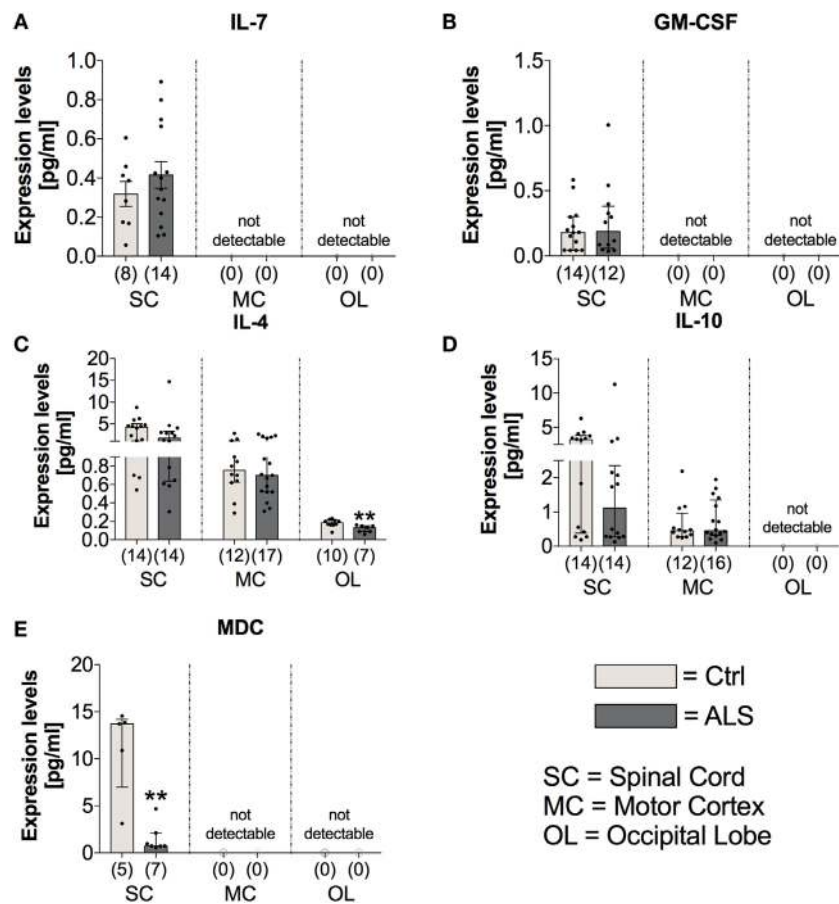 A
IL-7
Expression levels
[pg/ml]
1.0
0.8
0.6
0.4
0.2
0.0
not
detectable
not
detectable
(8) (14)
(0) (0)
(0) (0)
SC
MC
OL
B
GM-CSF
Expression levels
[pg/ml]
1.5
1.0
0.5
0.0
not
detectable
not
detectable
(14)(12)
(0) (0)
(0) (0)
SC
MC
OL
C
IL-4
Expression levels
[pg/ml]
20
15
10
5
0.8
0.6
0.4
0.2
0.0
**
(14)(14)
(12)(17)
(10) (7)
SC
MC
OL
D
IL-10
Expression levels
[pg/ml]
15
10
5
2
1
0
not
detectable
(14)(14)
(12)(16)
(0) (0)
SC
MC
OL
E
MDC
Expression levels
[pg/ml]
20
15
10
5
0
**
not
detectable
not
detectable
(5) (7)
(0) (0)
(0) (0)
SC
MC
OL
= Ctrl
= ALS
SC = Spinal Cord
MC = Motor Cortex
OL = Occipital Lobe